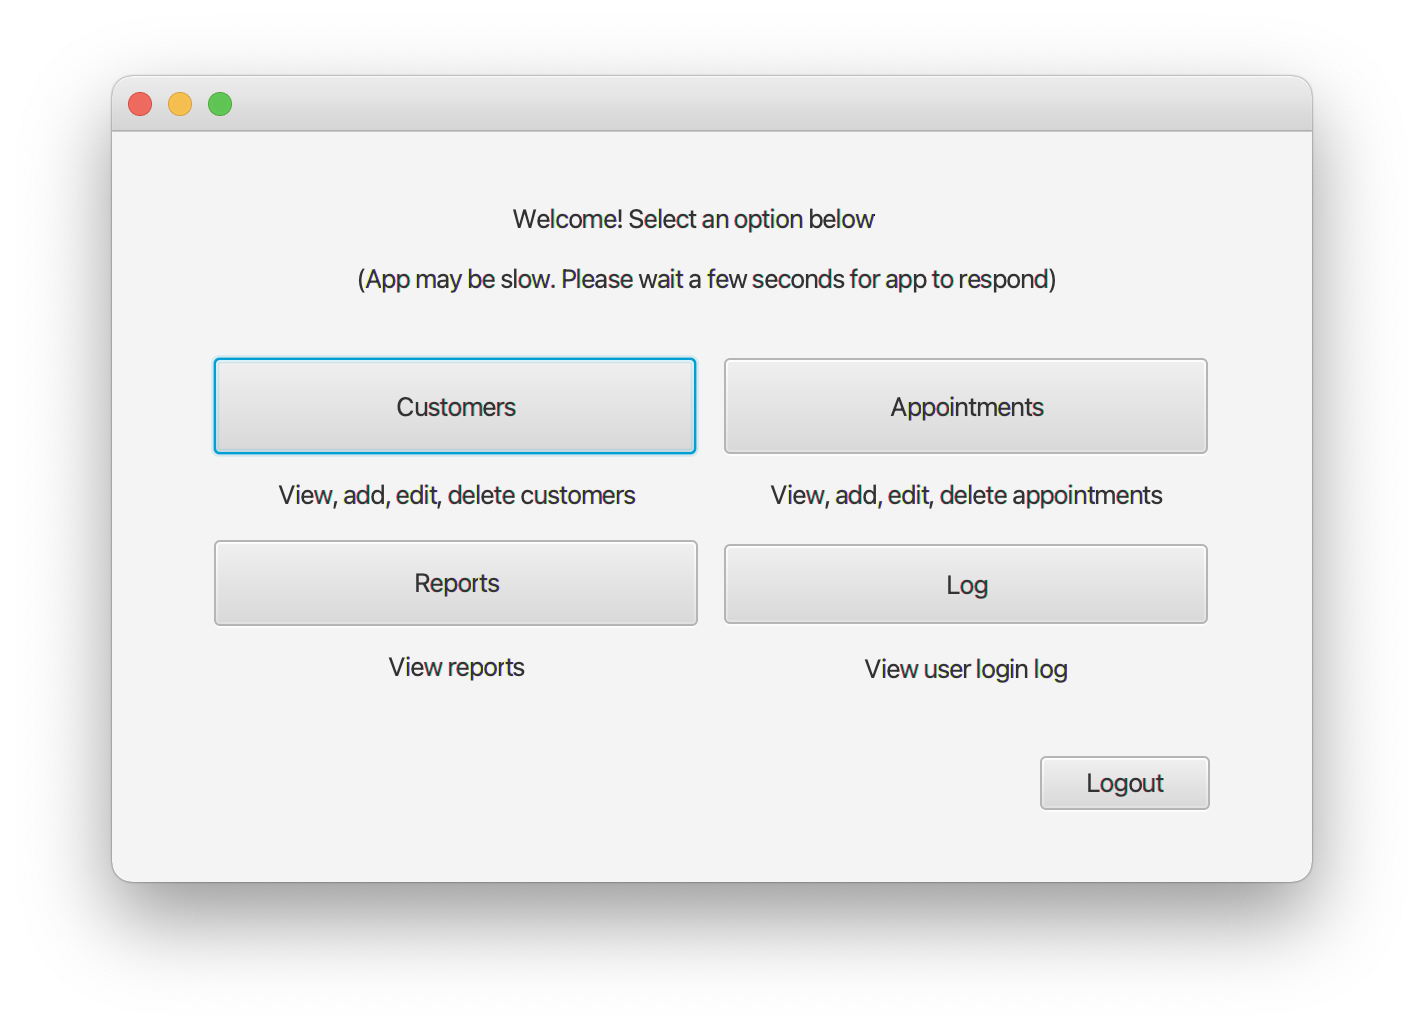 Welcome! Select an option below
(App may be slow. Please wait a few seconds for app to respond)
Customers
Appointments
View, add, edit, delete customers
View, add, edit, delete appointments
Reports
Log
View reports
View user login log
Logout